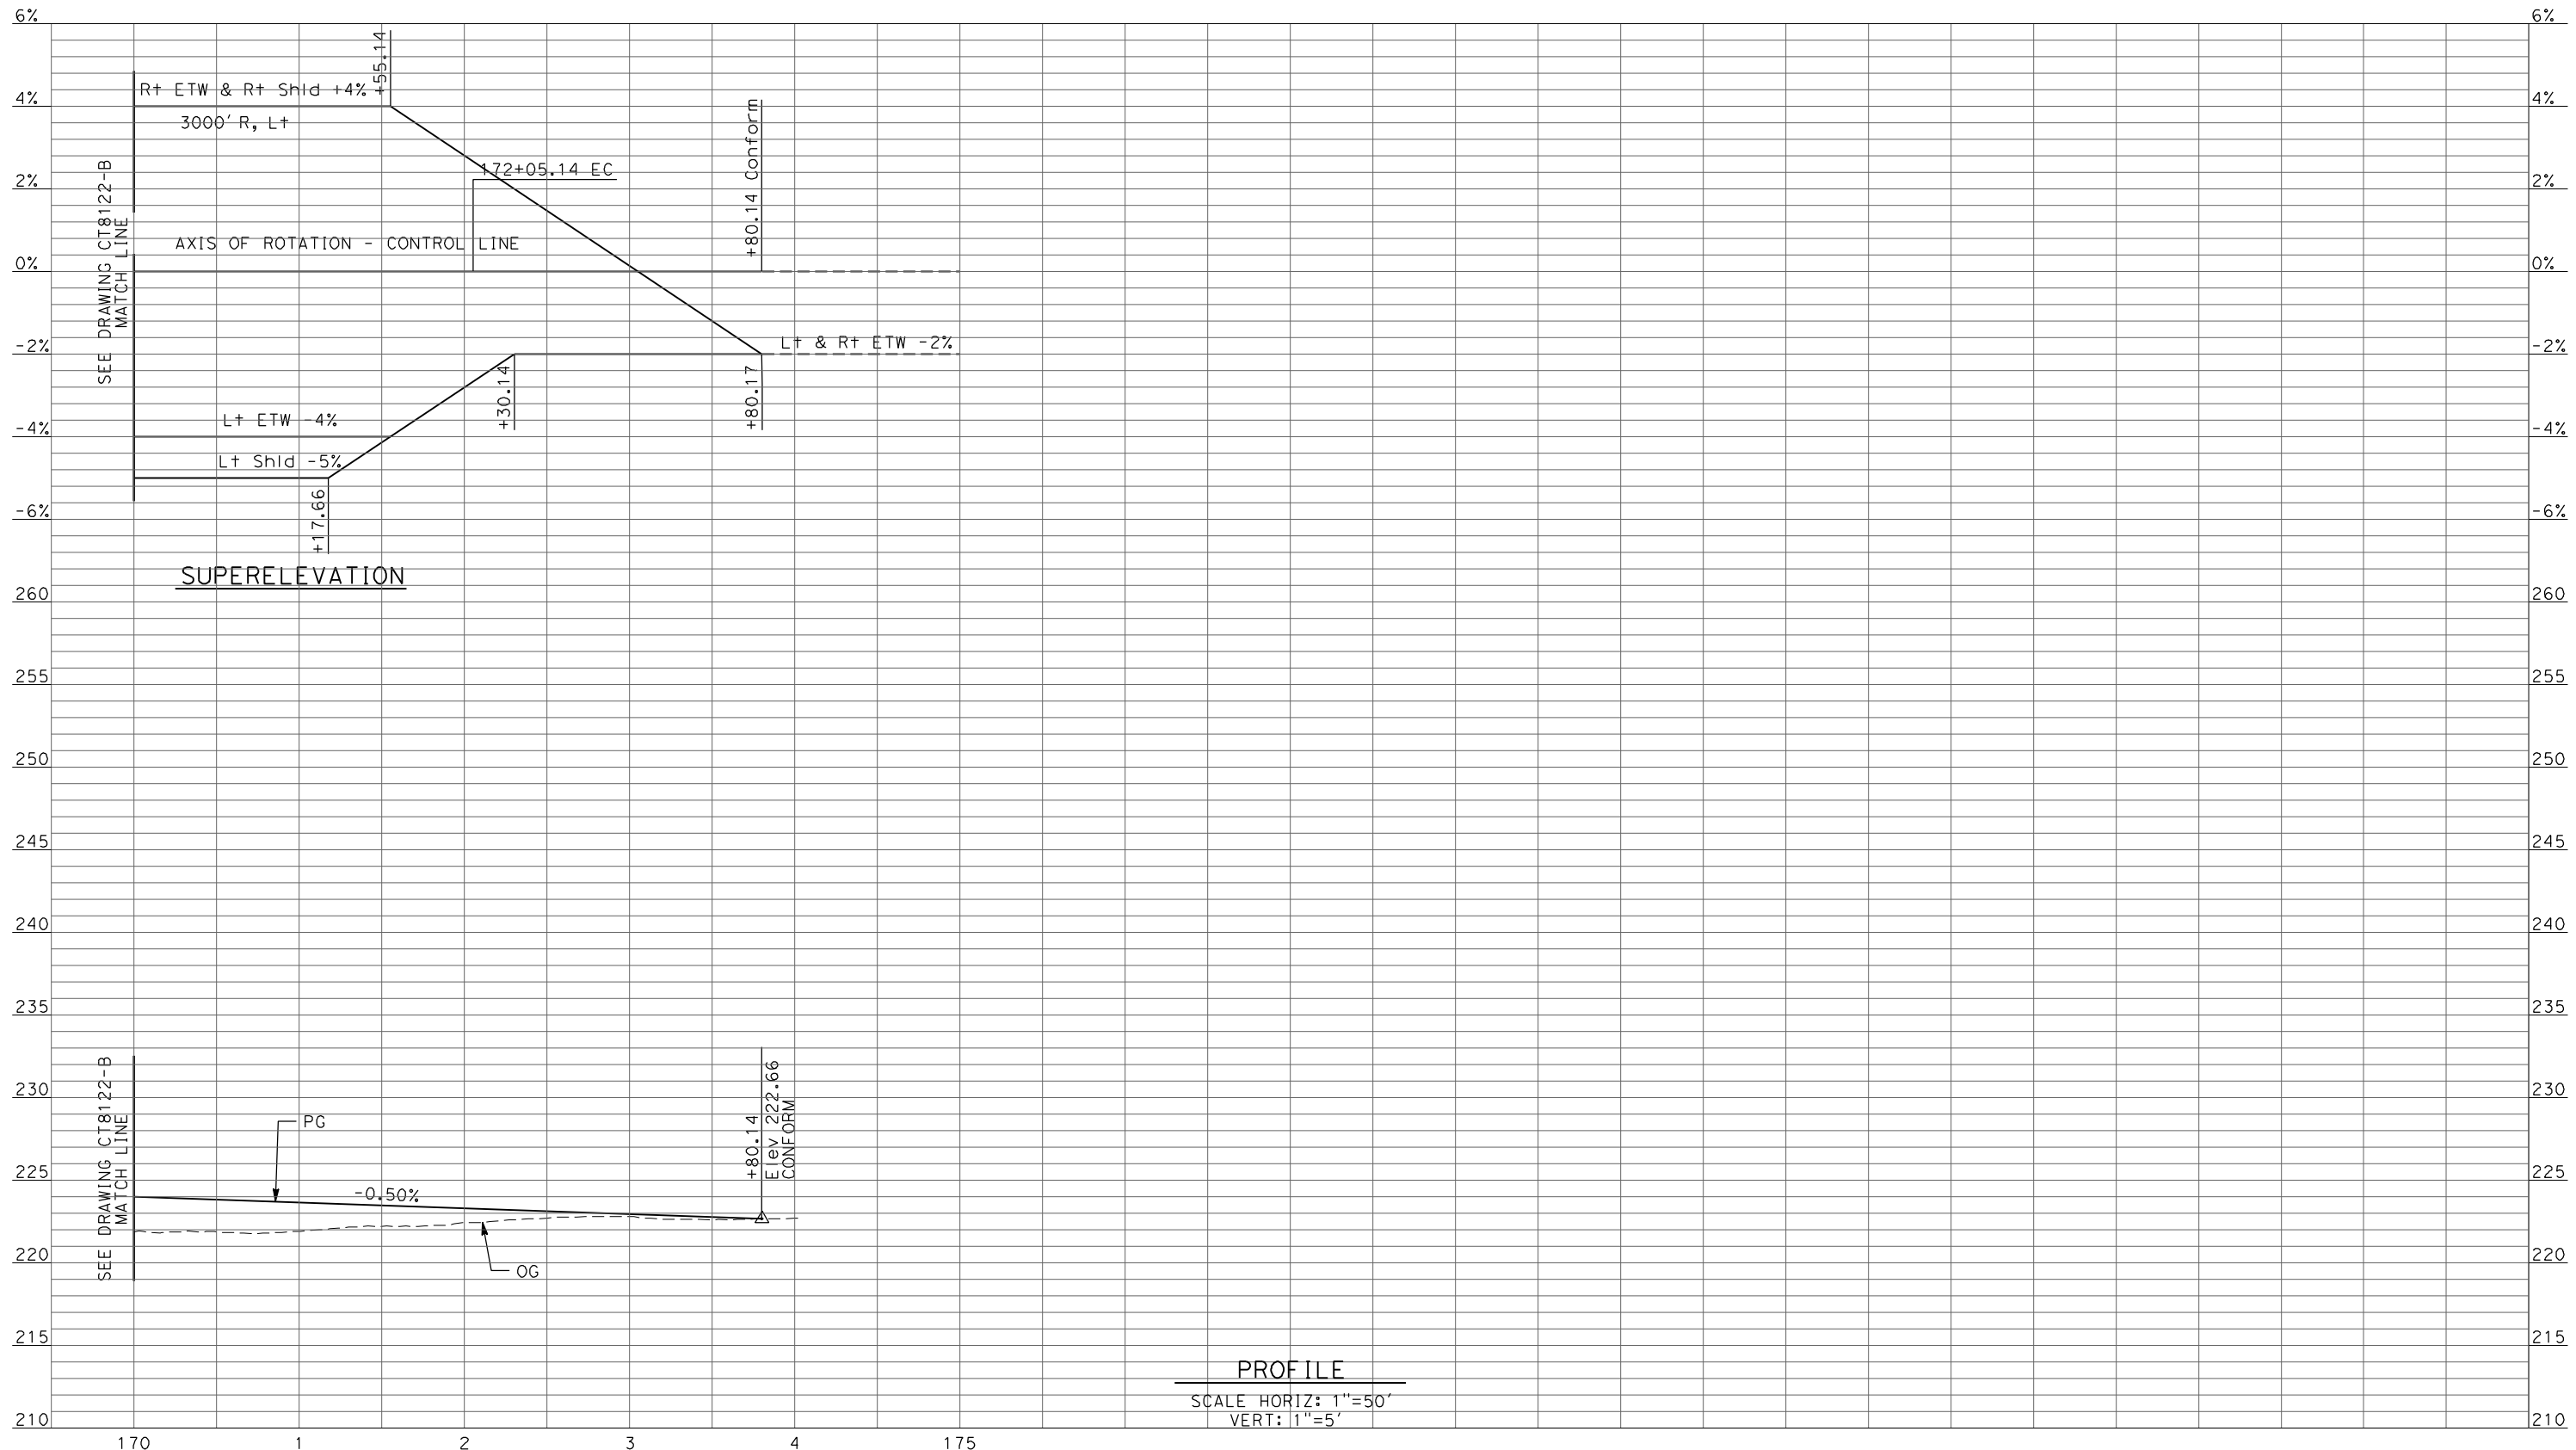 6%
6%
+55.14
Rt ETW & Rt Shld +4%
4%
4%
3000' R, Lt
+80.14 Conform
172+05.14 EC
2%
2%
SEE DRAWING CT8122-B
MATCH LINE
AXIS OF ROTATION - CONTROL LINE
0%
0%
Lt & Rt ETW -2%
-2%
-2%
+30.14
+80.17
Lt ETW -4%
-4%
-4%
Lt Shld -5%
+17.66
-6%
-6%
SUPERELEVATION
260
260
255
255
250
250
245
245
240
240
235
235
230
230
SEE DRAWING CT8122-B
MATCH LINE
PG
+80.14
Elev 222.66
CONFORM
225
225
-0.50%
220
220
OG
215
215
PROFILE
SCALE HORIZ: 1"=50'
VERT: 1"=5'
210
210
170 1 2 3 4 175